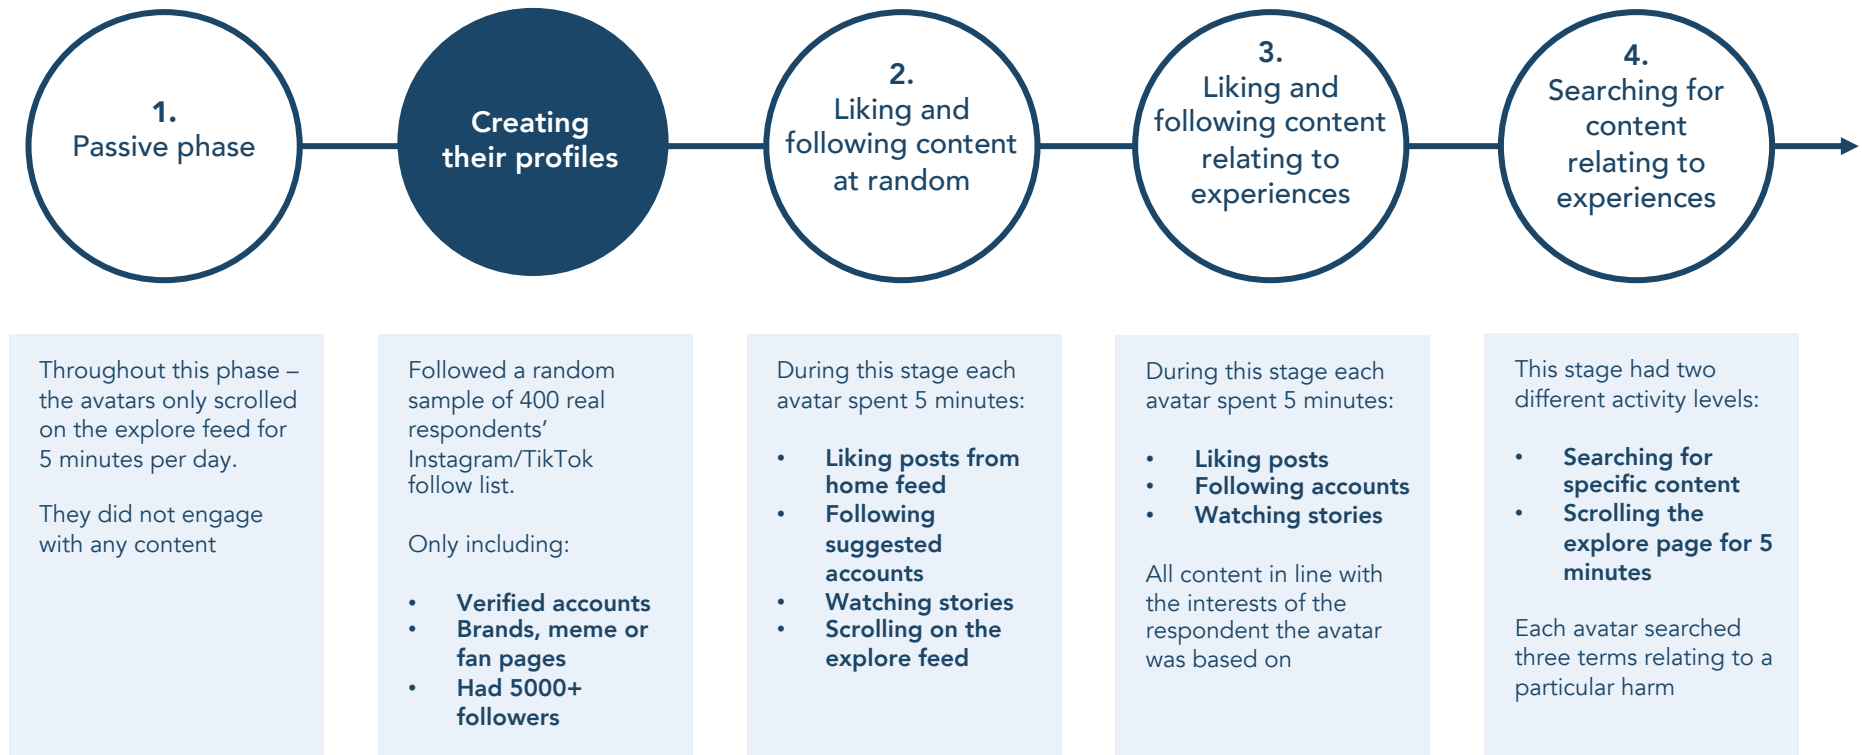 1.
Passive phase
Creating
their profiles
2.
Liking and
following content
at random
3.
Liking and
following content
relating to
experiences
4.
Searching for
content
relating to
experiences
Throughout this phase –
the avatars only scrolled
on the explore feed for
5 minutes per day.
They did not engage
with any content
Followed a random
sample of 400 real
respondents’
Instagram/TikTok
follow list.
Only including:
• Verified accounts
• Brands, meme or
fan pages
• Had 5000+
followers
During this stage each
avatar spent 5 minutes:
• Liking posts from
home feed
• Following
suggested
accounts
• Watching stories
• Scrolling on the
explore feed
During this stage each
avatar spent 5 minutes:
• Liking posts
• Following accounts
• Watching stories
All content in line with
the interests of the
respondent the avatar
was based on
This stage had two
different activity levels:
• Searching for
specific content
• Scrolling the
explore page for 5
minutes
Each avatar searched
three terms relating to a
particular harm